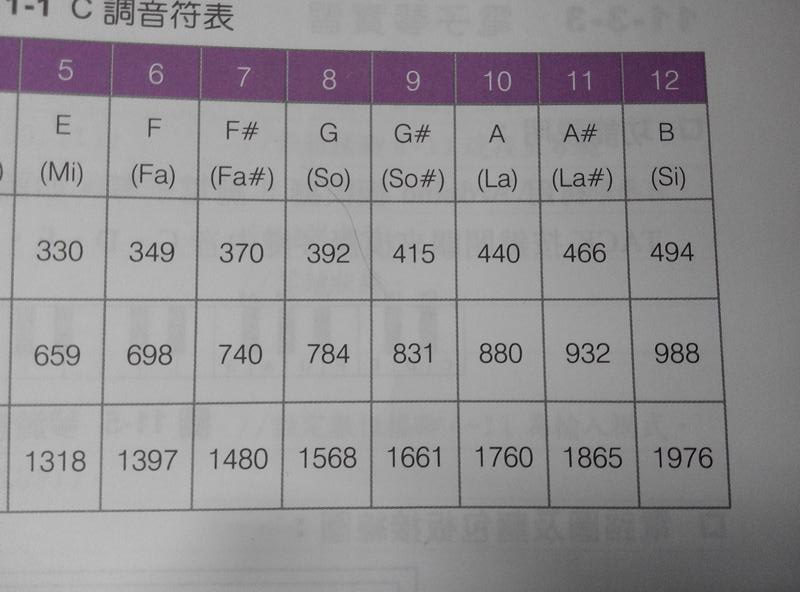 1-1 C 調音符表
5 6 7 8 9 10 11 12
E F F# G G# A A# B
) (Mi) (Fa) (Fa#) (So) (So#) (La) (La#) (Si)
330 349 370 392 415 440 466 494
659 698 740 784 831 880 932 988
1318 1397 1480 1568 1661 1760 1865 1976